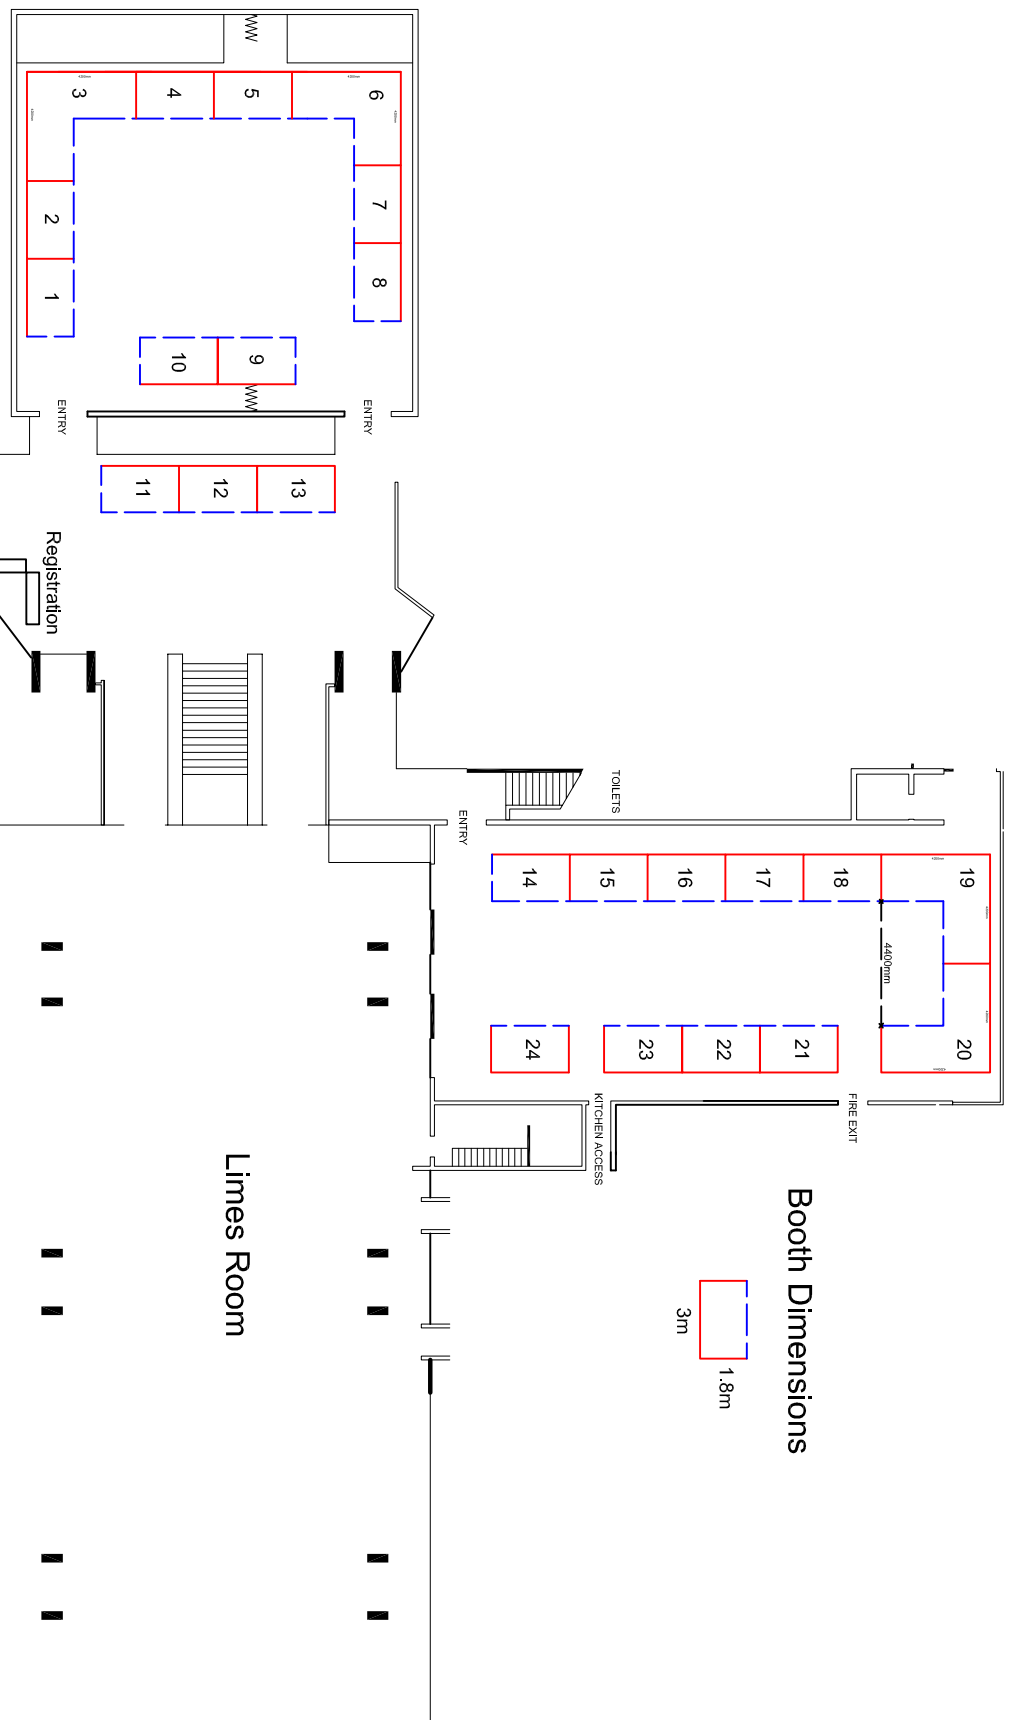 3
4
5
6
2
7
1
8
10
9
ENTRY
ENTRY
11
12
13
Registration
TOILETS
ENTRY
14
15
16
17
18
19
4400mm
24
23
22
21
20
KITCHEN ACCESS
FIRE EXIT
Limes Room
Booth Dimensions
3m
1.8m